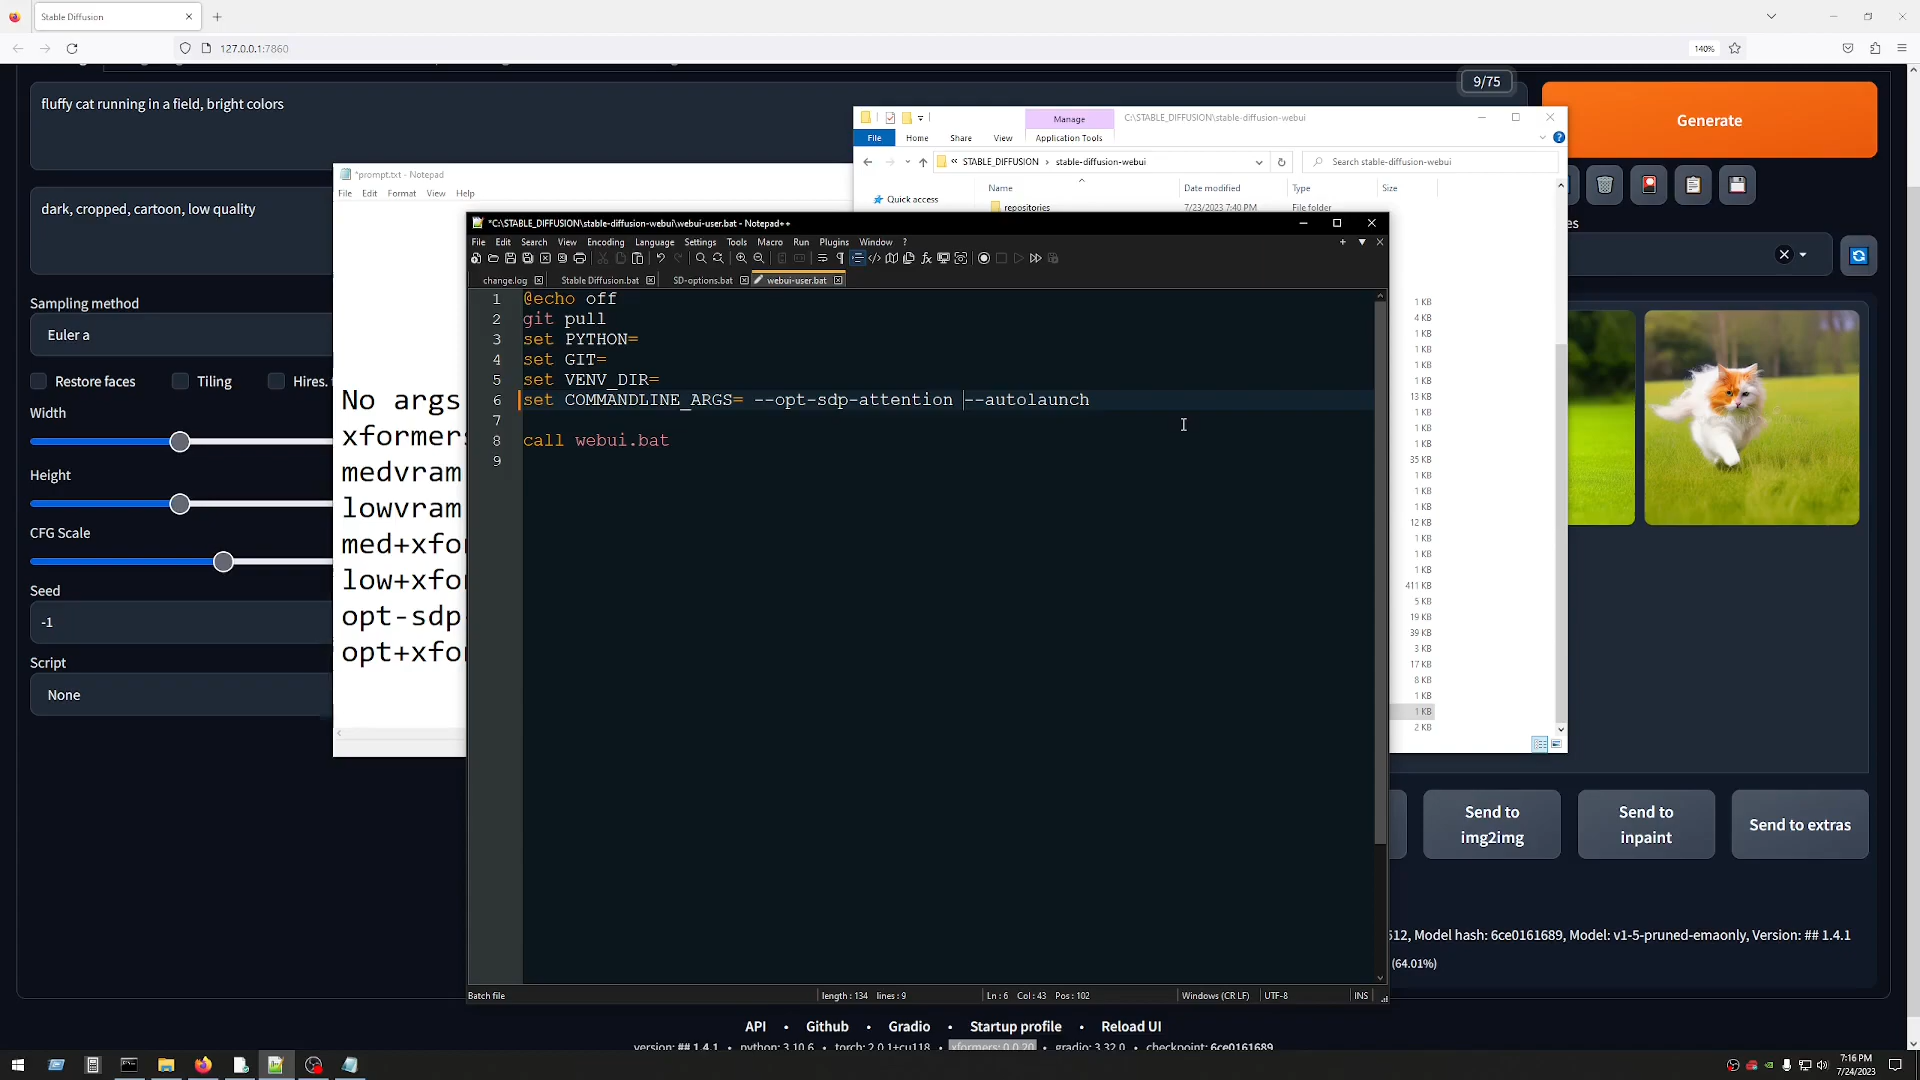 Stable Diffusion
127.0.0.1:7860
140%
fluffy cat running in a field, bright colors
9/75
Generate
dark, cropped, cartoon, low quality
Sampling method
Euler a
Restore faces
Tiling
Hires.
Width
Height
CFG Scale
Seed
-1
Script
None
*prompt.txt - Notepad
File Edit Format View Help
No args
xformers
medvram
lowvram
med+xfo
low+xfo
opt-sdp
opt+xfo
Manage
C:\STABLE_DIFFUSION\stable-diffusion-webui
File Home Share View Application Tools
« STABLE_DIFFUSION › stable-diffusion-webui
Search stable-diffusion-webui
Name Date modified Type Size
Quick access
repositories 7/23/2023 7:40 PM File folder
1 KB
4 KB
1 KB
1 KB
1 KB
1 KB
13 KB
1 KB
1 KB
1 KB
35 KB
1 KB
1 KB
1 KB
12 KB
1 KB
1 KB
1 KB
411 KB
5 KB
19 KB
39 KB
3 KB
17 KB
8 KB
1 KB
1 KB
2 KB
*C:\STABLE_DIFFUSION\stable-diffusion-webui\webui-user.bat - Notepad++
File Edit Search View Encoding Language Settings Tools Macro Run Plugins Window ?
change.log Stable Diffusion.bat SD-options.bat webui-user.bat
1 @echo off
2 git pull
3 set PYTHON=
4 set GIT=
5 set VENV_DIR=
6 set COMMANDLINE_ARGS= --opt-sdp-attention --autolaunch
7
8 call webui.bat
9
Batch file length : 134 lines : 9 Ln : 6 Col : 43 Pos : 102 Windows (CR LF) UTF-8 INS
es
Send to img2img
Send to inpaint
Send to extras
512, Model hash: 6ce0161689, Model: v1-5-pruned-emaonly, Version: ## 1.4.1
(64.01%)
API • Github • Gradio • Startup profile • Reload UI
version: ## 1.4.1 • python: 3.10.6 • torch: 2.0.1+cu118 • xformers: 0.0.20 • gradio: 3.32.0 • checkpoint: 6ce0161689
7:16 PM
7/24/2023